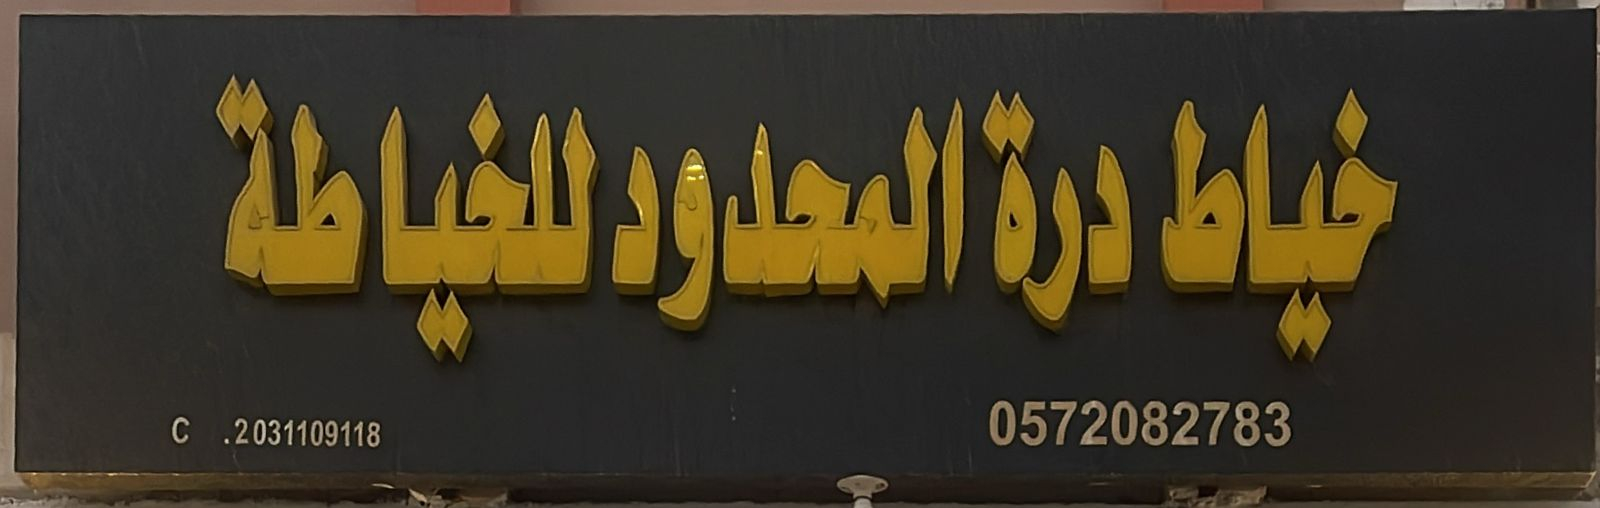 خياط درة المحدود للخياطة
C .2031109118 0572082783